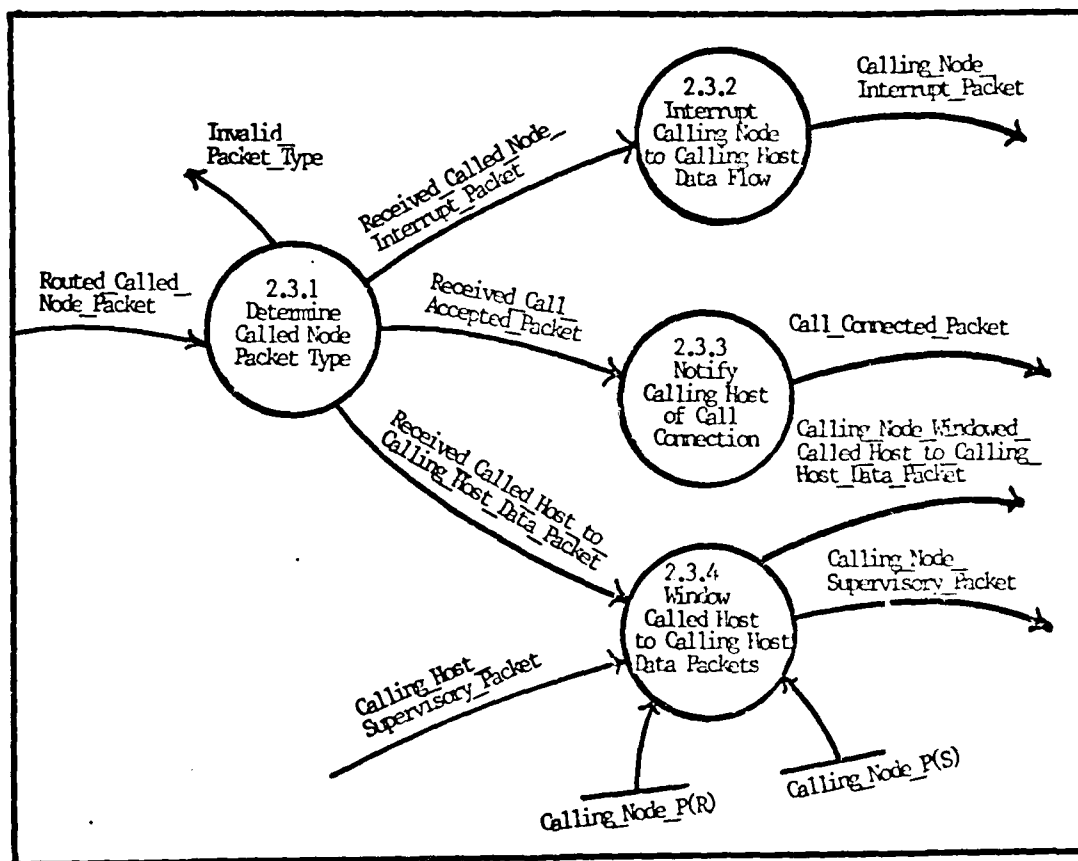 Invalid_
Packet_Type
Routed_Called_
Node_Packet
2.3.1
Determine
Called Node
Packet Type
Received_Called_Node_
Interrupt_Packet
2.3.2
Interrupt
Calling Node
to Calling Host
Data Flow
Calling_Node_
Interrupt_Packet
Received_Call_
Accepted_Packet
2.3.3
Notify
Calling Host
of Call
Connection
Call_Connected_Packet
Received_Called_Host_to_
Calling_Host_Data_Packet
Calling_Node_Windowed_
Called_Host_to_Calling_
Host_Data_Packet
2.3.4
Window
Called Host
to Calling Host
Data Packets
Calling_Node_
Supervisory_Packet
Calling_Host_
Supervisory_Packet
Calling_Node_P(R)
Calling_Node_P(S)